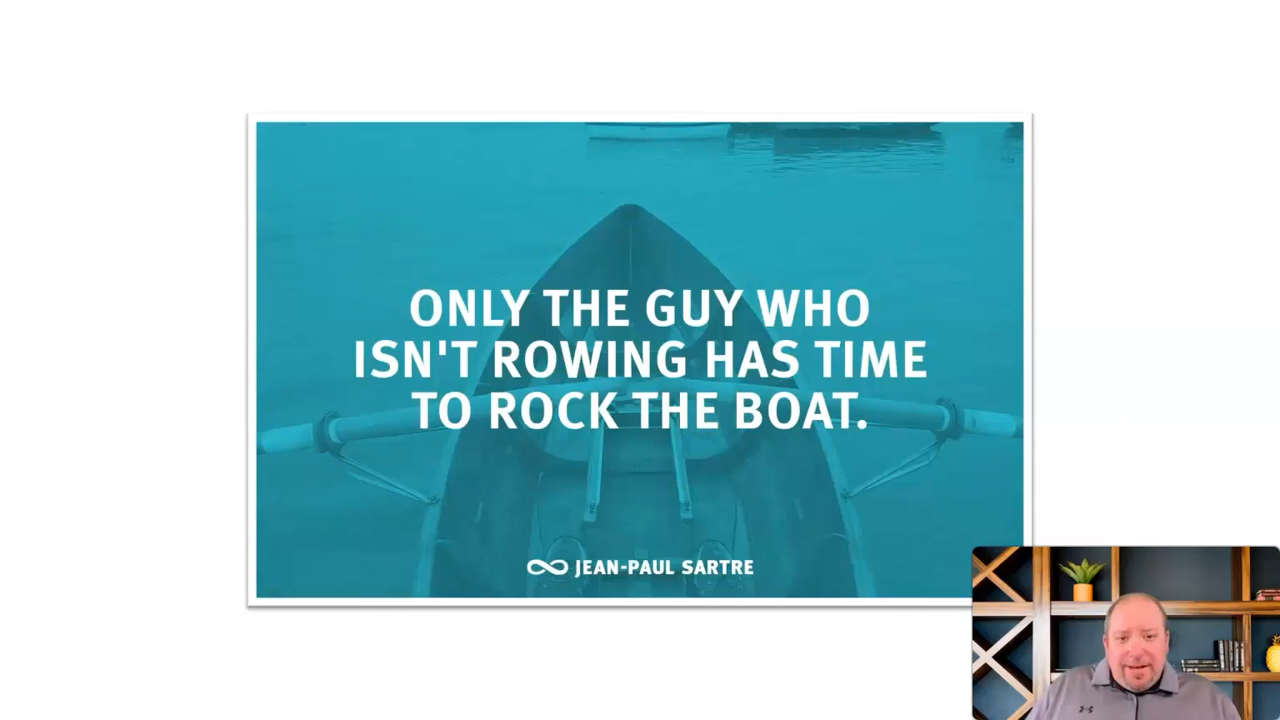 ONLY THE GUY WHO
ISN'T ROWING HAS TIME
TO ROCK THE BOAT.
JEAN-PAUL SARTRE